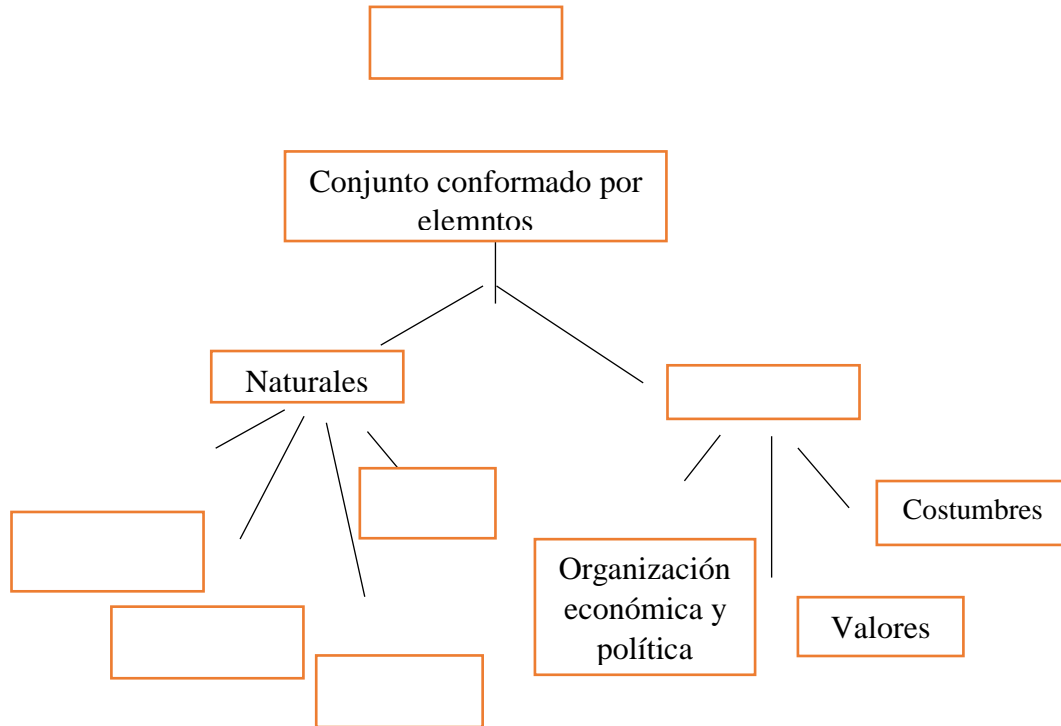 Conjunto conformado por
elemntos
Naturales
Costumbres
Organización
económica y
política
Valores